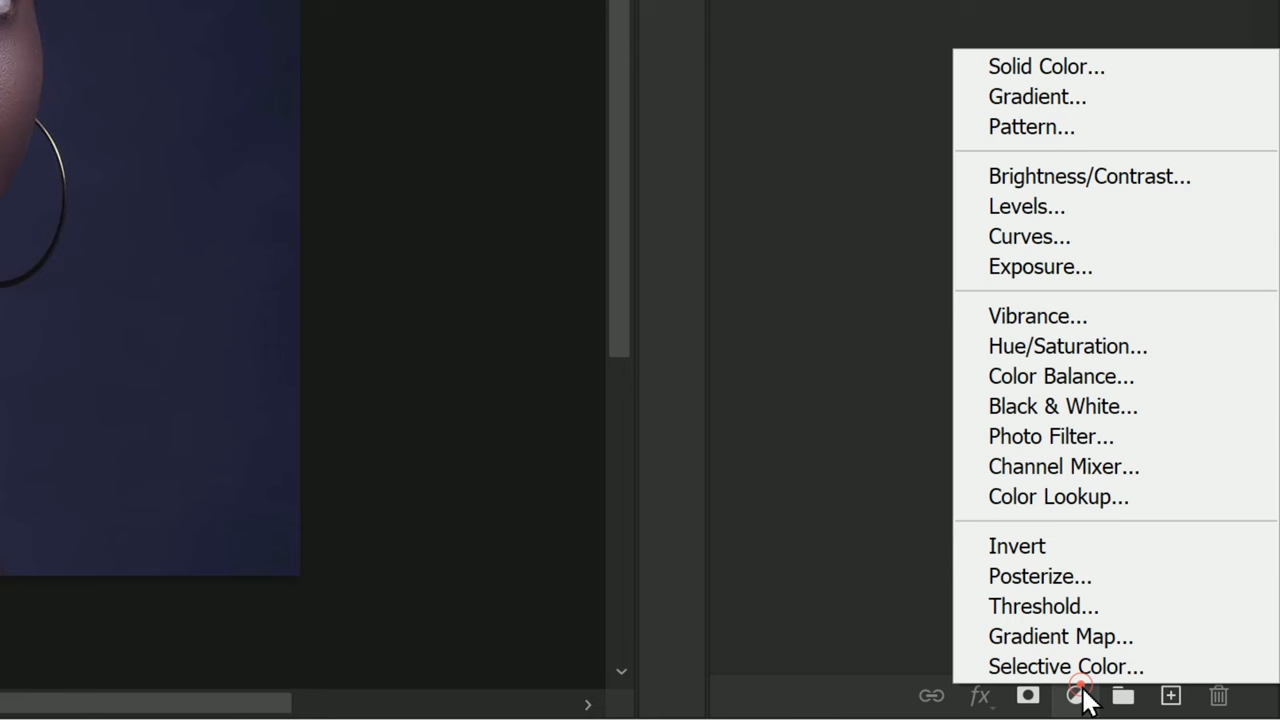 Solid Color...
Gradient...
Pattern...
Brightness/Contrast...
Levels...
Curves...
Exposure...
Vibrance...
Hue/Saturation...
Color Balance...
Black & White...
Photo Filter...
Channel Mixer...
Color Lookup...
Invert
Posterize...
Threshold...
Gradient Map...
Selective Color...
fx